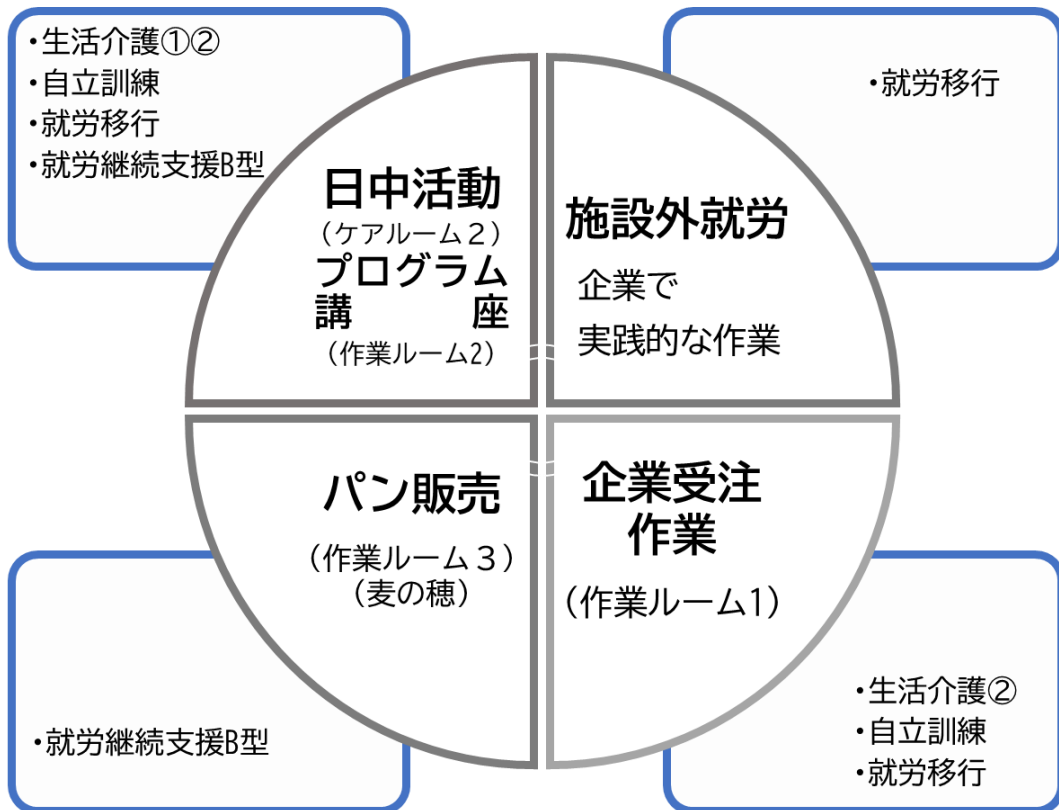 ・生活介護①②
・自立訓練
・就労移行
・就労継続支援B型
日中活動
（ケアルーム２）
プログラム
講　　　座
（作業ルーム2）
・就労移行
施設外就労
企業で
実践的な作業
パン販売
（作業ルーム３）
（麦の穂）
・就労継続支援B型
企業受注
作業
（作業ルーム1）
・生活介護②
・自立訓練
・就労移行